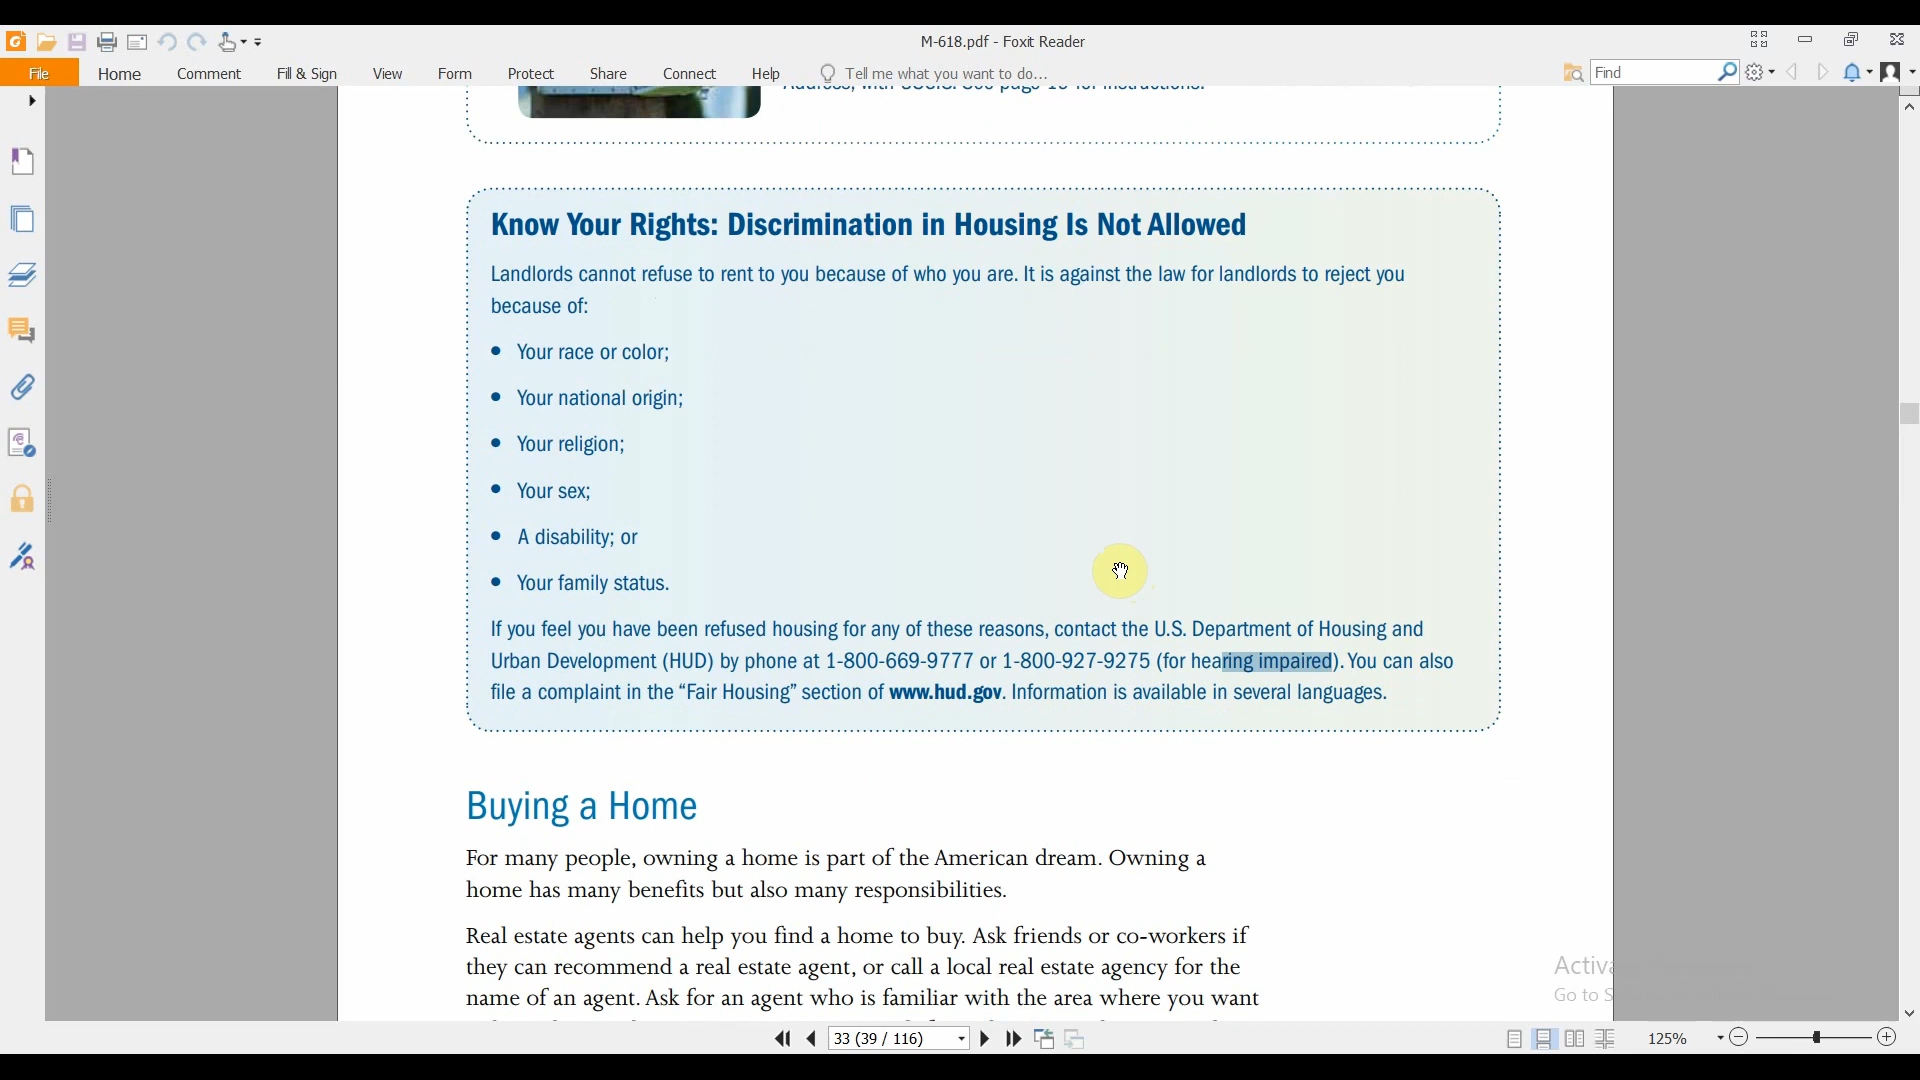 M-618.pdf - Foxit Reader
File Home Comment Fill & Sign View Form Protect Share Connect Help Tell me what you want to do... Find
Know Your Rights: Discrimination in Housing Is Not Allowed
Landlords cannot refuse to rent to you because of who you are. It is against the law for landlords to reject you
because of:
• Your race or color;
• Your national origin;
• Your religion;
• Your sex;
• A disability; or
• Your family status.
If you feel you have been refused housing for any of these reasons, contact the U.S. Department of Housing and
Urban Development (HUD) by phone at 1-800-669-9777 or 1-800-927-9275 (for hearing impaired). You can also
file a complaint in the “Fair Housing” section of www.hud.gov. Information is available in several languages.
Buying a Home
For many people, owning a home is part of the American dream. Owning a
home has many benefits but also many responsibilities.
Real estate agents can help you find a home to buy. Ask friends or co-workers if
they can recommend a real estate agent, or call a local real estate agency for the
name of an agent. Ask for an agent who is familiar with the area where you want
Go to
33 (39 / 116)
125%